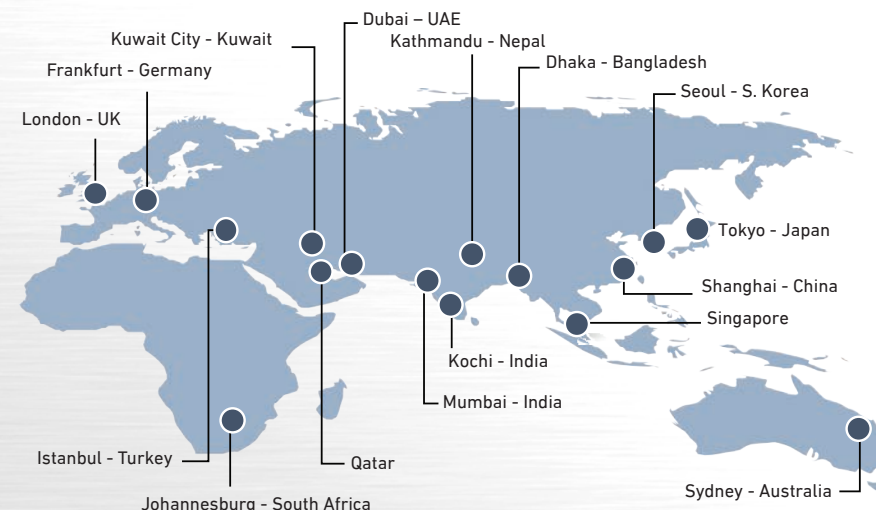 Dubai – UAE
Kuwait City - Kuwait
Kathmandu - Nepal
Dhaka - Bangladesh
Frankfurt - Germany
Seoul - S. Korea
London - UK
Tokyo - Japan
Shanghai - China
Singapore
Kochi - India
Mumbai - India
Istanbul - Turkey
Qatar
Sydney - Australia
Johannesburg - South Africa